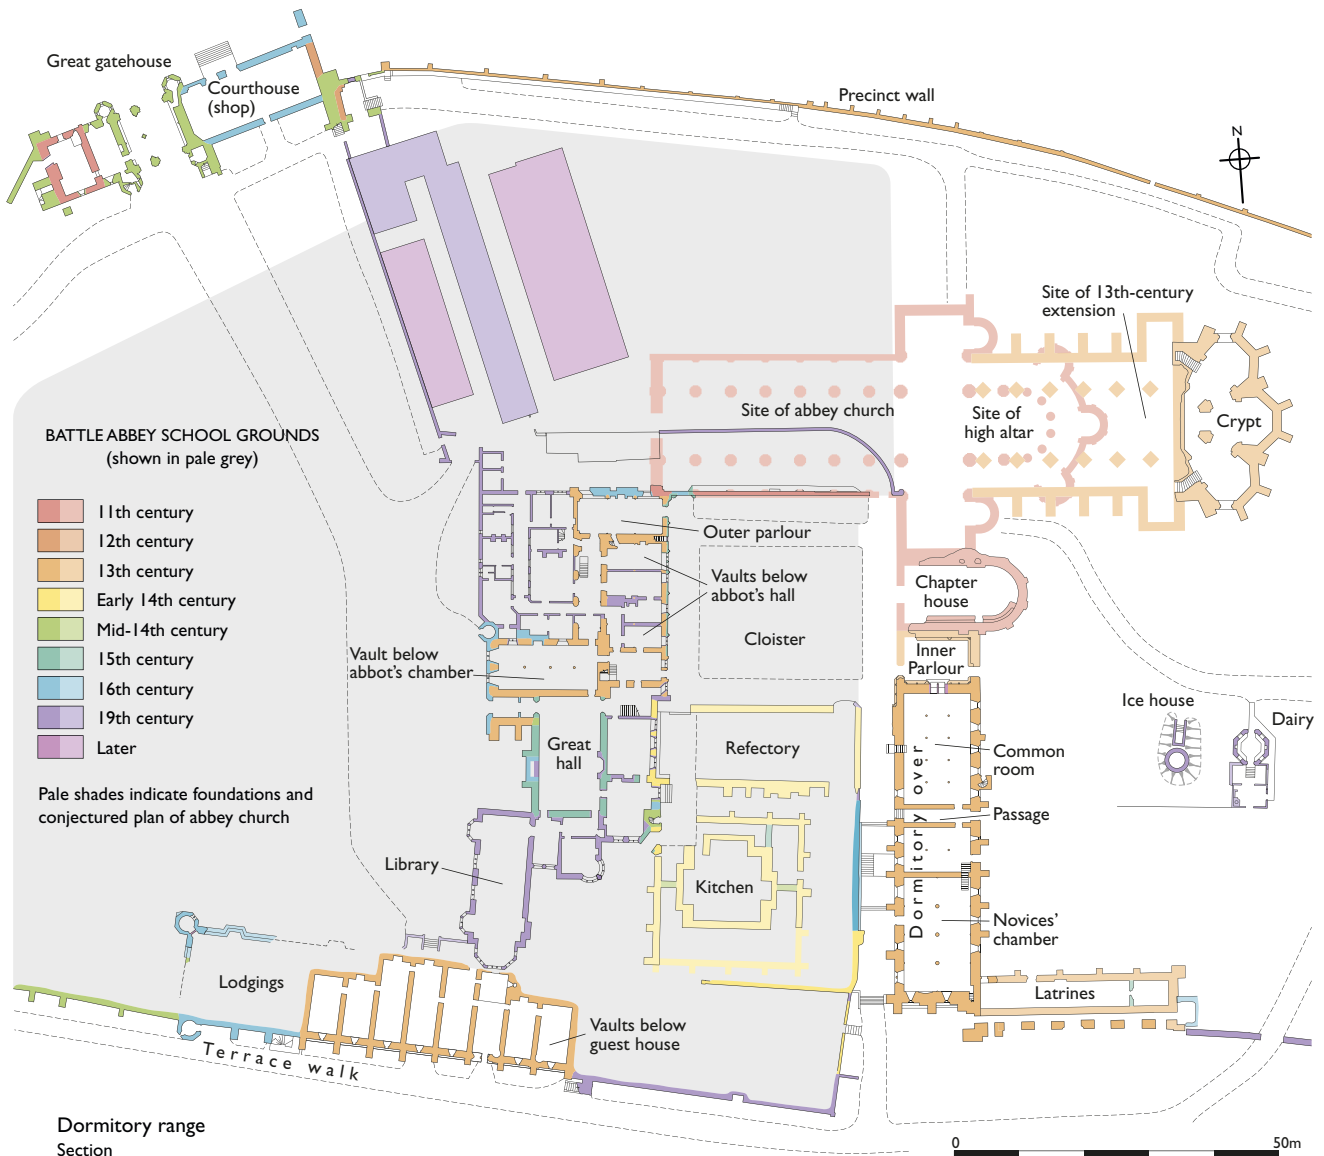 Great gatehouse
Courthouse
(shop)
Precinct wall
N
Site of 13th-century
extension
Site of abbey church
Site of
high altar
Crypt
BATTLE ABBEY SCHOOL GROUNDS
(shown in pale grey)
11th century
12th century
13th century
Early 14th century
Mid-14th century
15th century
16th century
19th century
Later
Pale shades indicate foundations and
conjectured plan of abbey church
Outer parlour
Vaults below
abbot's hall
Cloister
Chapter
house
Inner
Parlour
Vault below
abbot's chamber
Great
hall
Refectory
Ice house
Dairy
Common
room
Passage
Dormitory over
Library
Kitchen
Novices'
chamber
Lodgings
Latrines
Vaults below
guest house
Terrace walk
Dormitory range
Section
0 50m